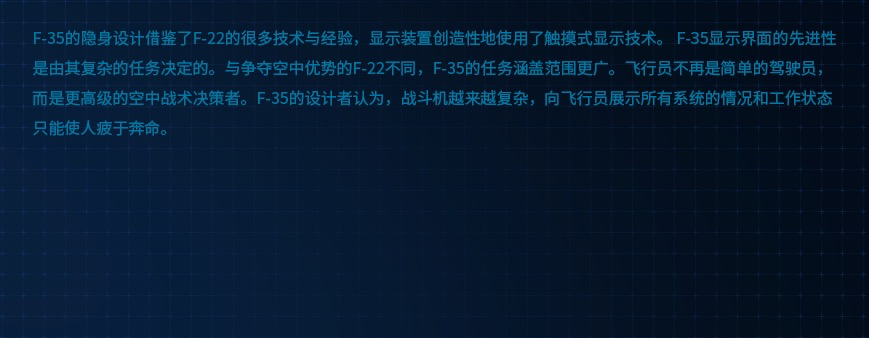 F-35的隐身设计借鉴了F-22的很多技术与经验，显示装置创造性地使用了触摸式显示技术。 F-35显示界面的先进性
是由其复杂的任务决定的。与争夺空中优势的F-22不同，F-35的任务涵盖范围更广。飞行员不再是简单的驾驶员，
而是更高级的空中战术决策者。F-35的设计者认为，战斗机越来越复杂，向飞行员展示所有系统的情况和工作状态
只能使人疲于奔命。